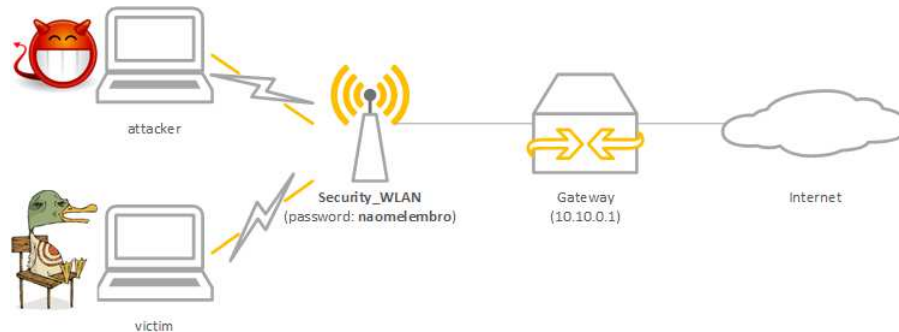 attacker
Security_WLAN
(password: naomelembro)
Gateway
(10.10.0.1)
Internet
victim